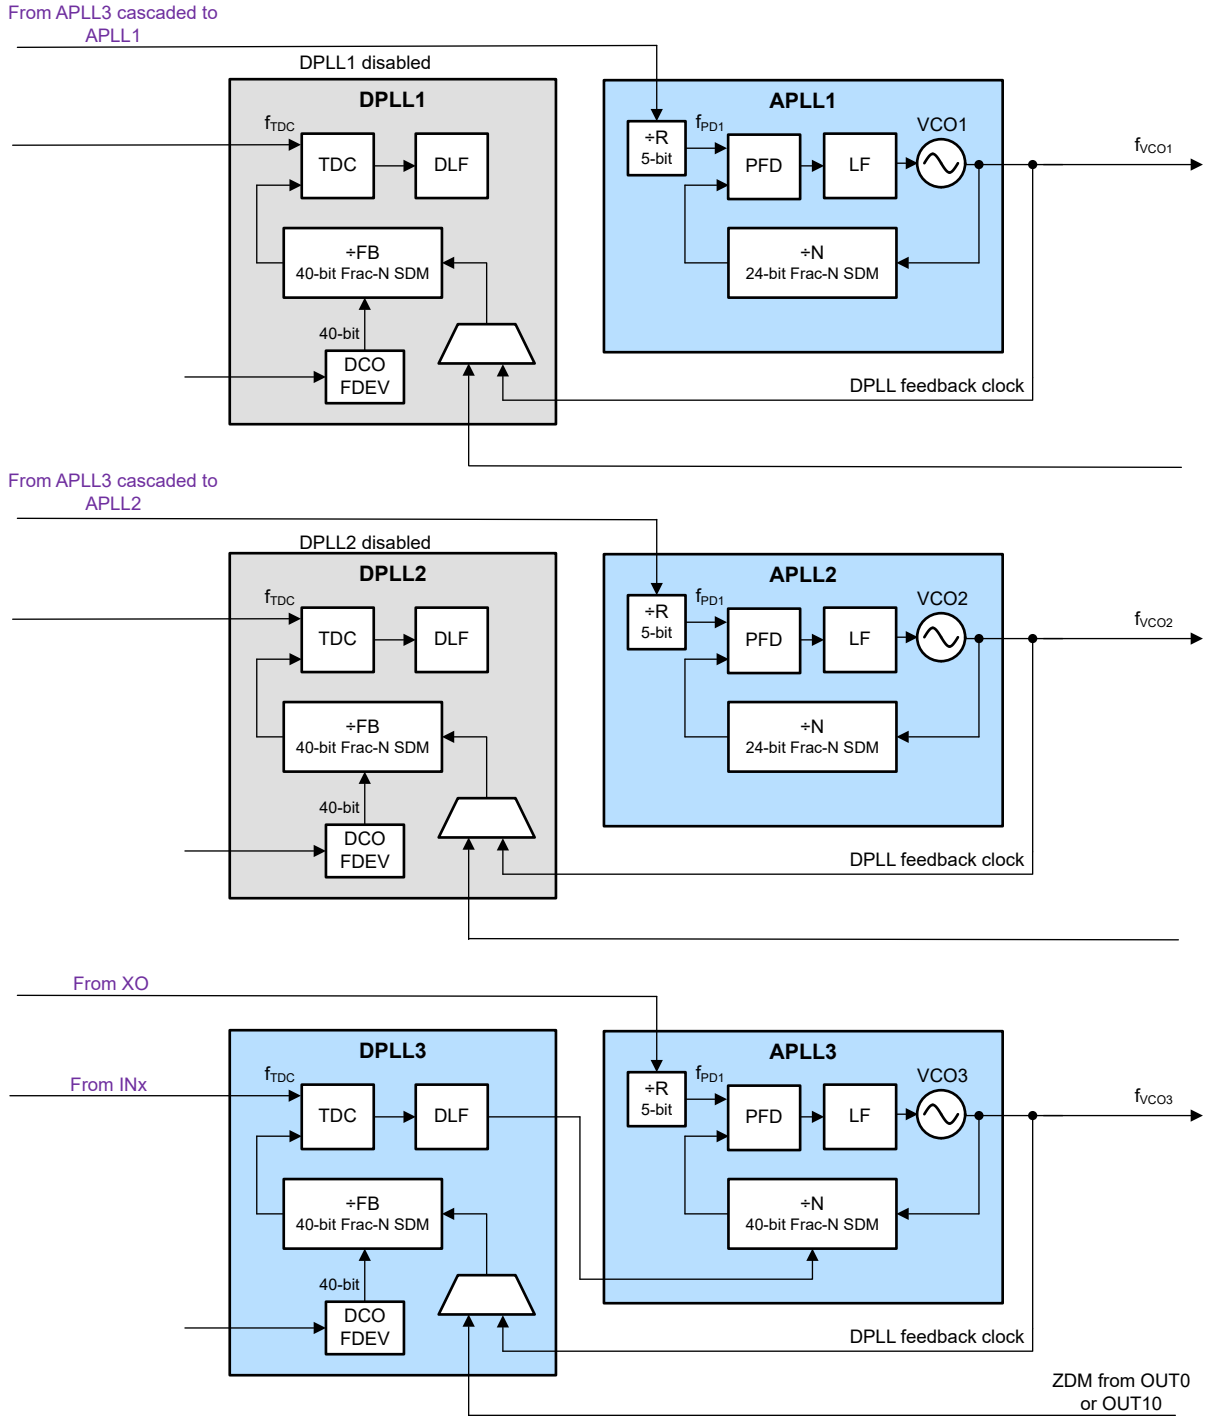 From APLL3 cascaded to
APLL1
DPLL1 disabled
DPLL1
APLL1
fTDC
TDC
DLF
÷R
5-bit
fPD1
PFD
LF
VCO1
fVCO1
÷FB
40-bit Frac-N SDM
÷N
24-bit Frac-N SDM
40-bit
DCO
FDEV
DPLL feedback clock
From APLL3 cascaded to
APLL2
DPLL2 disabled
DPLL2
APLL2
fTDC
TDC
DLF
÷R
5-bit
fPD1
PFD
LF
VCO2
fVCO2
÷FB
40-bit Frac-N SDM
÷N
24-bit Frac-N SDM
40-bit
DCO
FDEV
DPLL feedback clock
From XO
DPLL3
APLL3
From INx
fTDC
TDC
DLF
÷R
5-bit
fPD1
PFD
LF
VCO3
fVCO3
÷FB
40-bit Frac-N SDM
÷N
40-bit Frac-N SDM
40-bit
DCO
FDEV
DPLL feedback clock
ZDM from OUT0
or OUT10